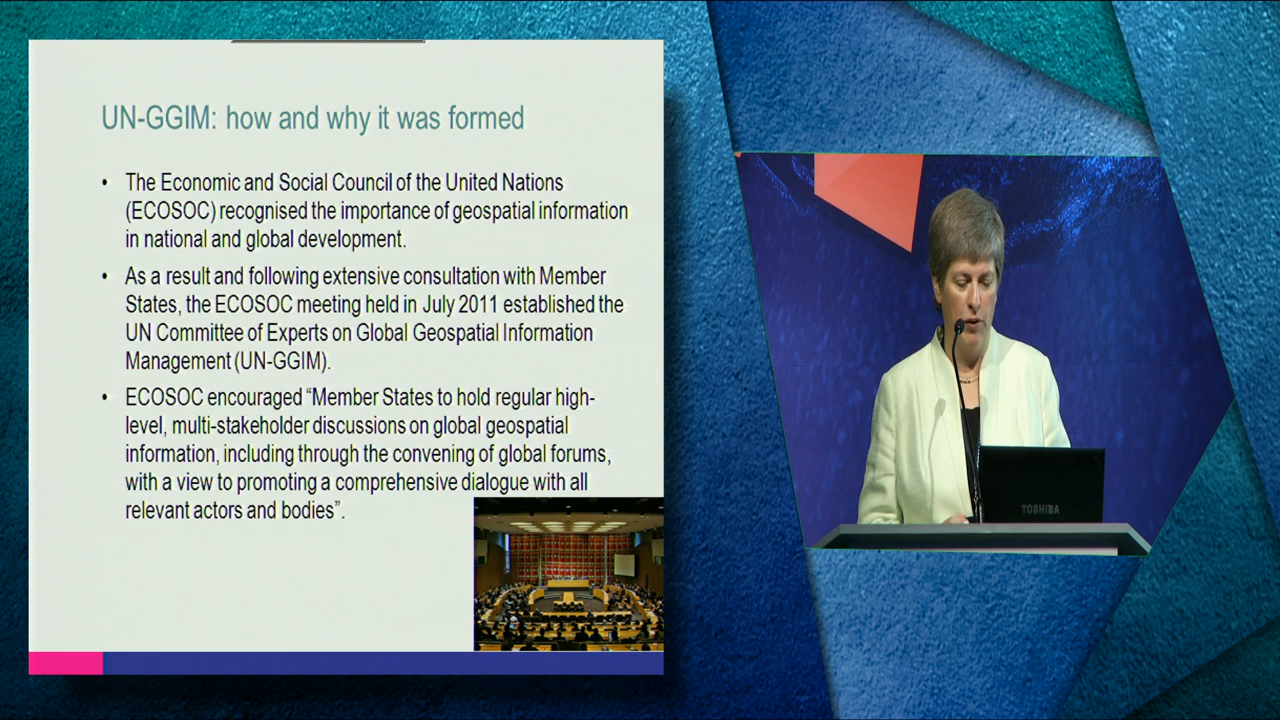 UN-GGIM: how and why it was formed
• The Economic and Social Council of the United Nations
(ECOSOC) recognised the importance of geospatial information
in national and global development.
• As a result and following extensive consultation with Member
States, the ECOSOC meeting held in July 2011 established the
UN Committee of Experts on Global Geospatial Information
Management (UN-GGIM).
• ECOSOC encouraged “Member States to hold regular high-
level, multi-stakeholder discussions on global geospatial
information, including through the convening of global forums,
with a view to promoting a comprehensive dialogue with all
relevant actors and bodies”.
TOSHIBA